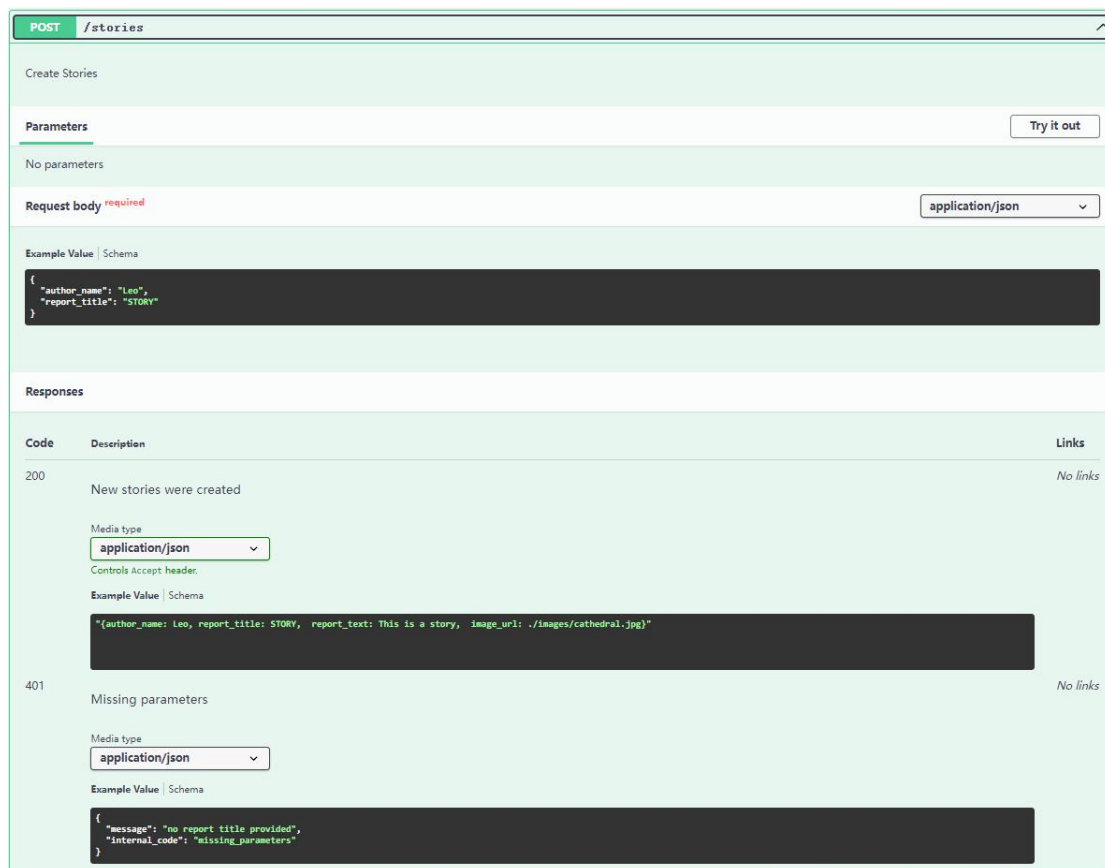 POST /stories
Create Stories
Parameters
Try it out
No parameters
Request body required
application/json
Example Value | Schema
{
"author_name": "Leo",
"report_title": "STORY"
}
Responses
Code Description Links
200 New stories were created No links
Media type
application/json
Controls Accept header.
Example Value | Schema
"{author_name: Leo, report_title: STORY,  report_text: This is a story,  image_url: ./images/cathedral.jpg}"
401 Missing parameters No links
Media type
application/json
Example Value | Schema
{
"message": "no report title provided",
"internal_code": "missing_parameters"
}